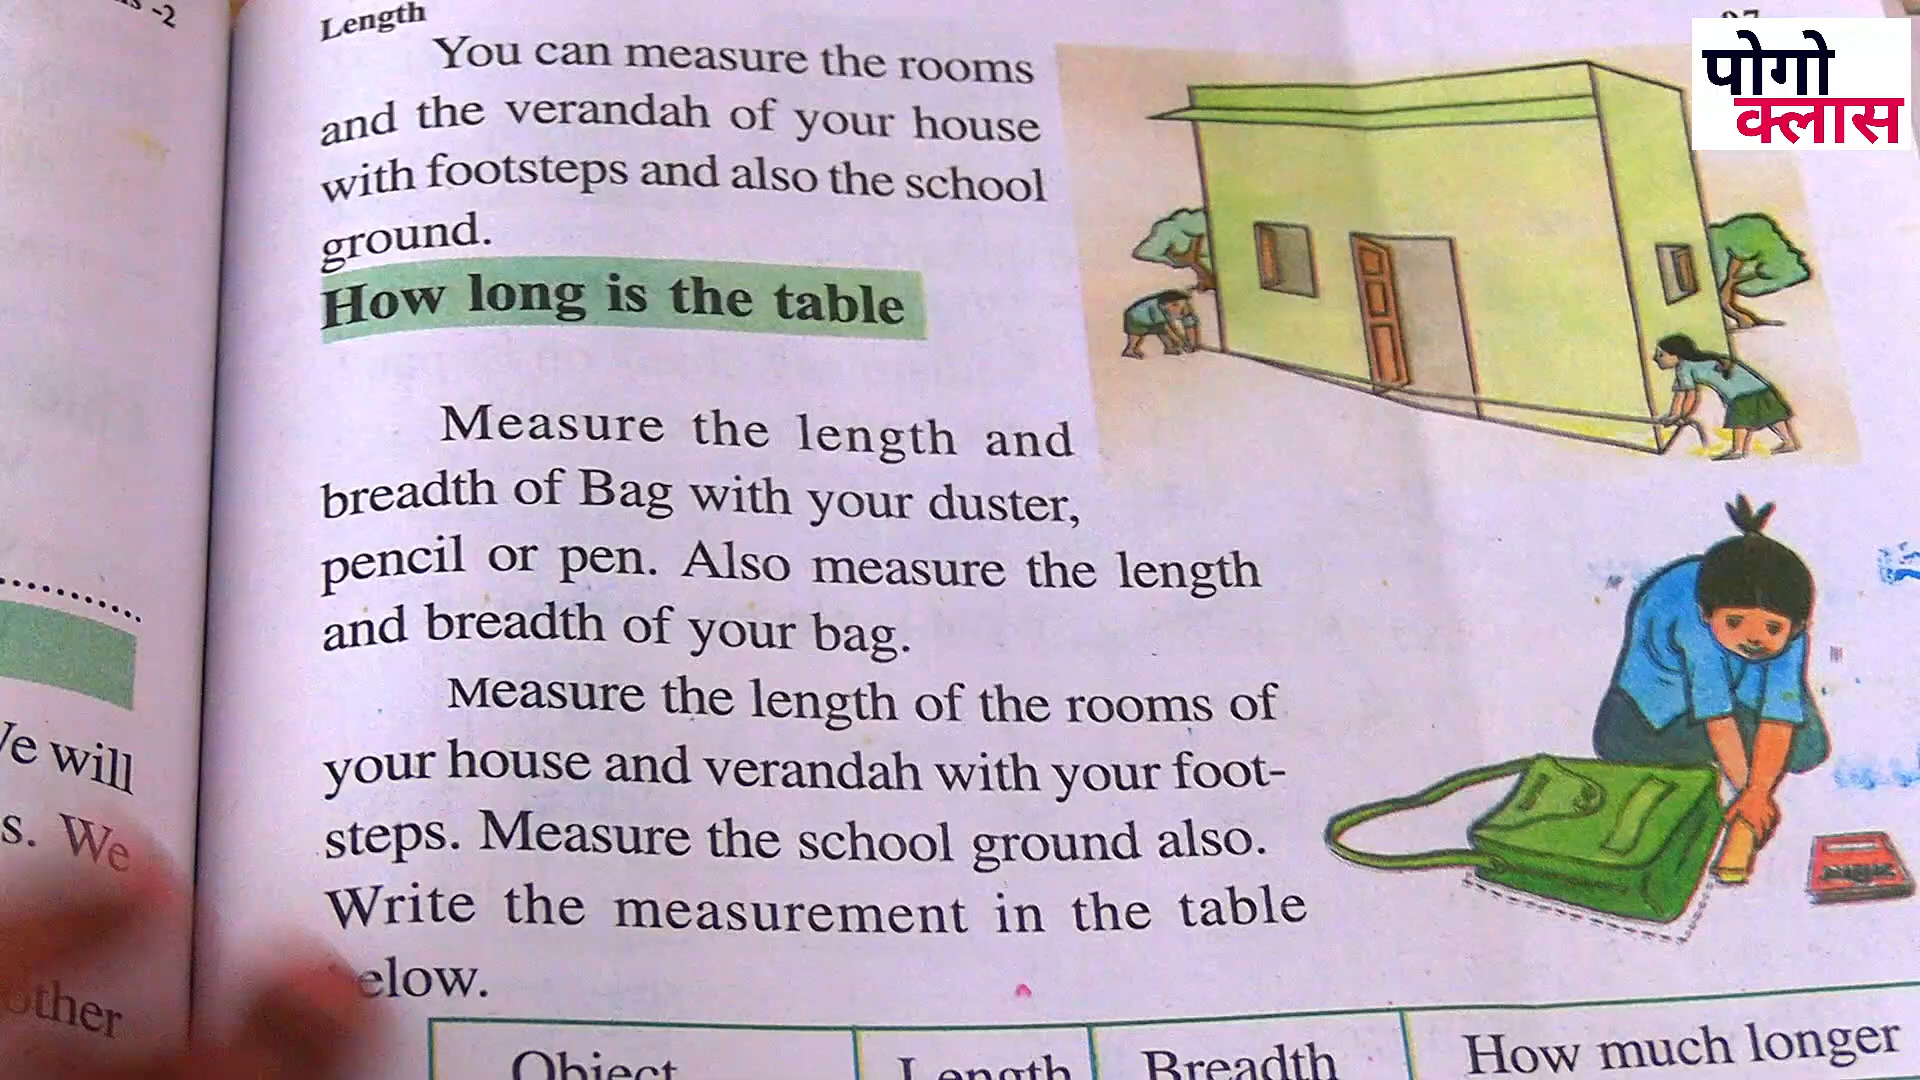 -2
We will
s. We
other
Length
You can measure the rooms
and the verandah of your house
with footsteps and also the school
ground.
How long is the table
Measure the length and
breadth of Bag with your duster,
pencil or pen. Also measure the length
and breadth of your bag.
Measure the length of the rooms of
your house and verandah with your foot-
steps. Measure the school ground also.
Write the measurement in the table
elow.
Object Length Breadth How much longer
पोगो
क्लास